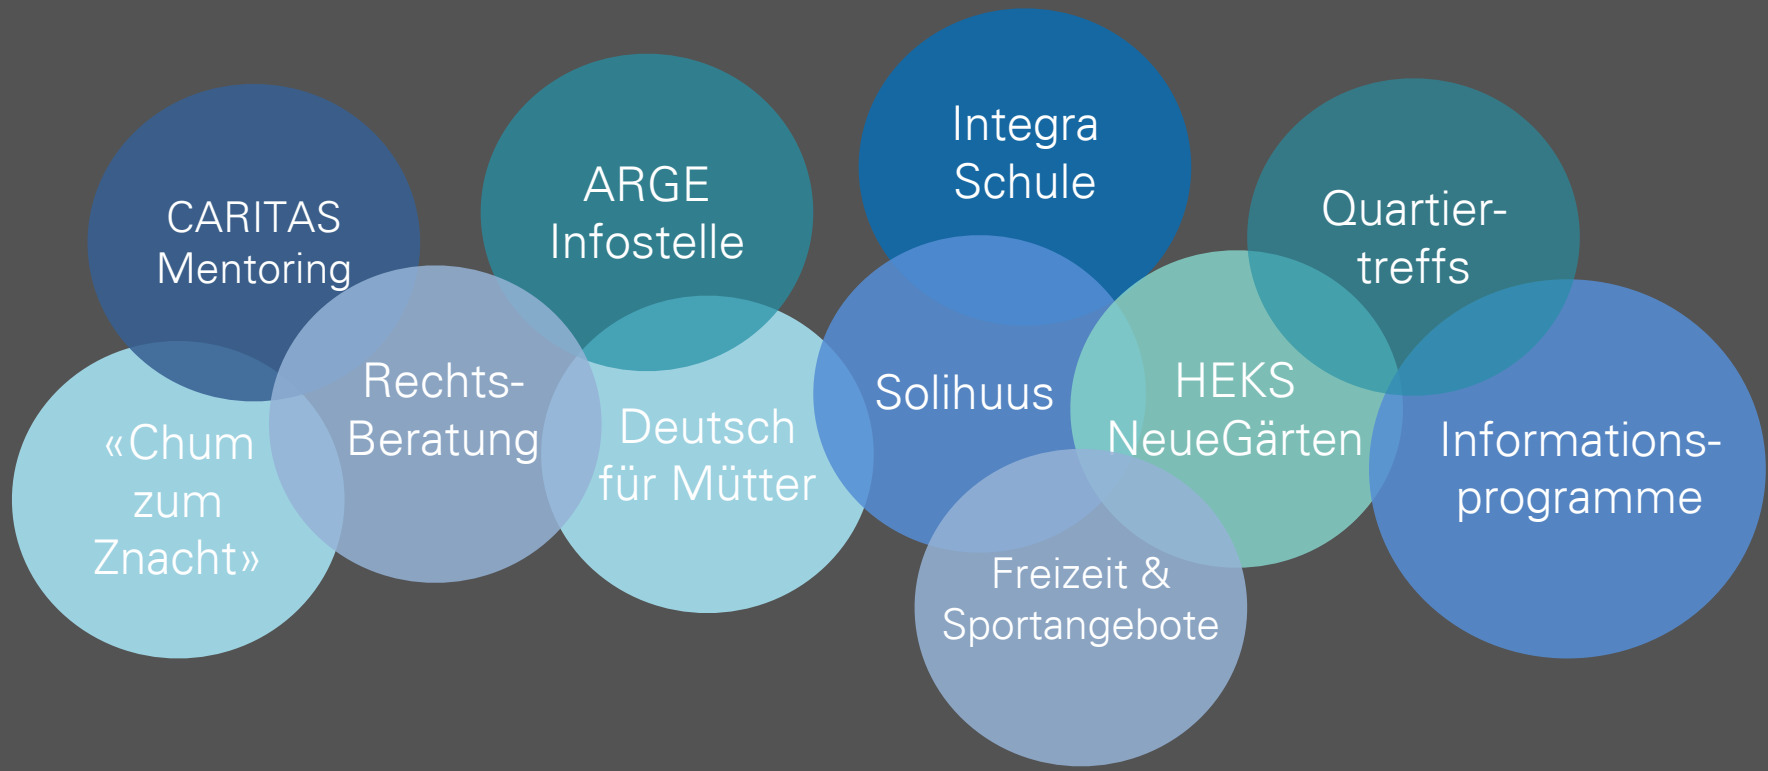 CARITAS
Mentoring
«Chum
zum
Znacht»
Rechts-
Beratung
ARGE
Infostelle
Deutsch
für Mütter
Integra
Schule
Solihuus
HEKS
NeueGärten
Freizeit &
Sportangebote
Quartier-
treffs
Informations-
programme